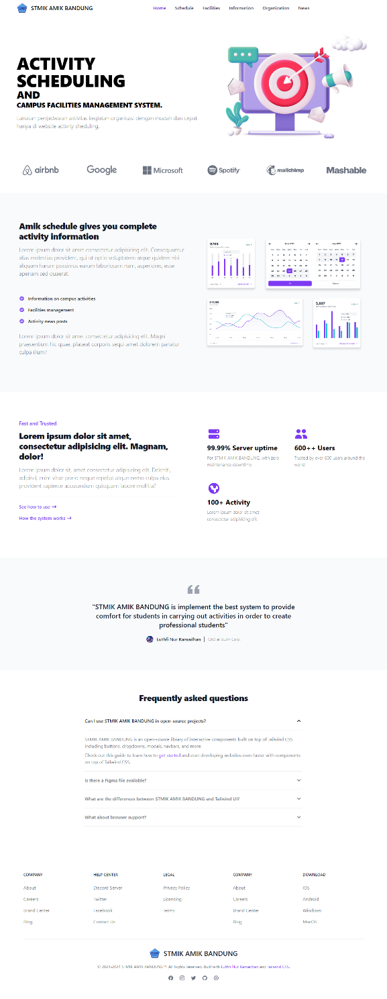 STMIK AMIK BANDUNG
Home Schedule Facilities Information Organization News
ACTIVITY
SCHEDULING
AND
CAMPUS FACILITIES MANAGEMENT SYSTEM.
Lakukan penjadwalan aktivitas kegiatan organisasi dengan mudah dan cepat
hanya di website activity sheduling.
airbnb Google Microsoft Spotify mailchimp Mashable
Amik schedule gives you complete
activity information
Lorem ipsum dolor sit amet consectetur adipisicing elit. Consequuntur
alias molestias provident, qui ut optio voluptatem atque quidem nisi
aliquam harum possimus earum laboriosam nam, asperiores, esse
aperiam sed quaerat.
Information on campus activities
Facilities management
Activity news posts
Lorem ipsum dolor sit amet consectetur adipisicing elit. Magni
praesentium hic quae, placeat corporis sequi amet dolorem pariatur
culpa illum?
6768
June 2021
July 2021
OK
Cancel
5,897
Fast and Trusted
Lorem ipsum dolor sit amet,
consectetur adipisicing elit. Magnam,
dolor!
Lorem ipsum dolor sit, amet consectetur adipisicing elit. Deleniti,
adipisci, enim vitae porro neque repellat atque nemo culpa eius
provident sapiente accusantium quisquam labore mollitia?
See how to use
How the system works
99.99% Server uptime
For STMIK AMIK BANDUNG, with zero
maintenance downtime
600++ Users
Trusted by over 600 users around the
world
100+ Activity
Lorem ipsum dolor sit amet
consectetur adipisicing elit.
"STMIK AMIK BANDUNG is implement the best system to provide
comfort for students in carrying out activities in order to create
professional students"
Luthfi Nur Ramadhan
Frequently asked questions
Can I use STMIK AMIK BANDUNG in open-source projects?
STMIK AMIK BANDUNG is an open-source library of interactive components built on top of Tailwind CSS
including buttons, dropdowns, modals, navbars, and more.
Check out this guide to learn how to get started and start developing websites even faster with components
on top of Tailwind CSS.
Is there a Figma file available?
What are the differences between STMIK AMIK BANDUNG and Tailwind UI?
What about browser support?
COMPANY HELP CENTER LEGAL COMPANY DOWNLOAD
About Discord Server Privacy Policy About iOS
Careers Twitter Licensing Careers Android
Brand Center Facebook Terms Brand Center Windows
Blog Contact Us Blog MacOS
STMIK AMIK BANDUNG
© 2023-2024 STMIK AMIK BANDUNG™. All Rights Reserved. Built with Luthfi Nur Ramadhan and Tailwind CSS.